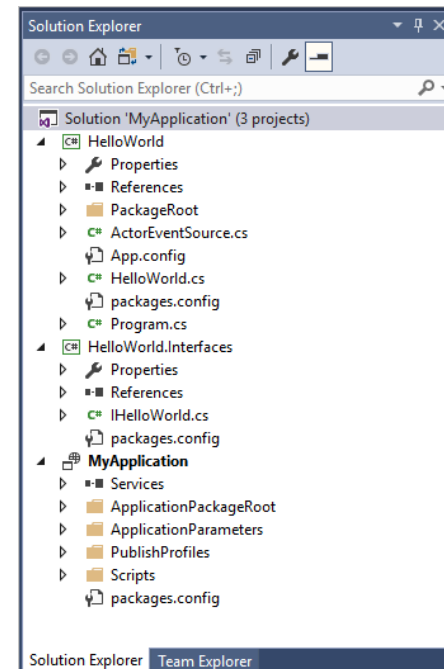 Solution Explorer
Search Solution Explorer (Ctrl+;)
Solution 'MyApplication' (3 projects)
C# HelloWorld
Properties
References
PackageRoot
C# ActorEventSource.cs
App.config
C# HelloWorld.cs
packages.config
C# Program.cs
C# HelloWorld.Interfaces
Properties
References
C# IHelloWorld.cs
packages.config
MyApplication
Services
ApplicationPackageRoot
ApplicationParameters
PublishProfiles
Scripts
packages.config
Solution Explorer Team Explorer